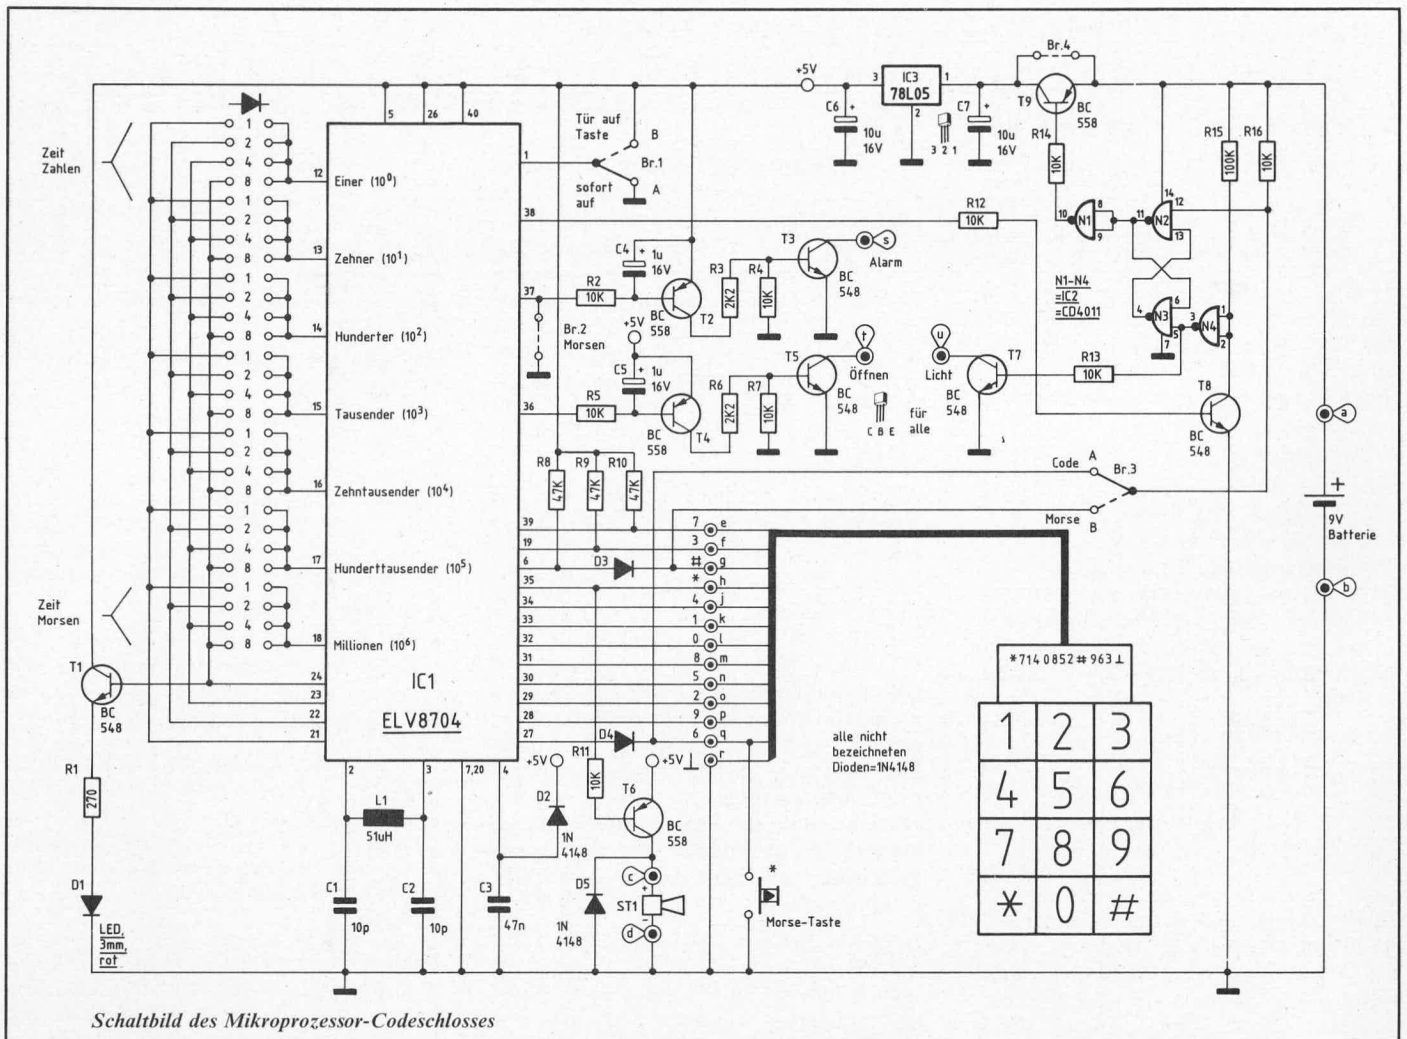 Br.4
+5V
3 IC3 1
78L05
2
C6 +
10u
16V
C7 +
10u
16V
3 2 1
T9
BC
558
R14
10K
R15
100K
R16
10K
5 26 40
Zeit
Zahlen
1
2
4
8
1
2
4
8
1
2
4
8
1
2
4
8
1
2
4
8
1
2
4
8
1
2
4
8
12 Einer (10⁰)
13 Zehner (10¹)
14 Hunderter (10²)
15 Tausender (10³)
16 Zehntausender (10⁴)
17 Hunderttausender (10⁵)
18 Millionen (10⁶)
Zeit
Morsen
24
23
22
21
IC1
ELV8704
2 3 7,20 4
1
Tür auf
Taste
B
Br.1
sofort
auf
A
38
R12
10K
10 N1 8
9
11 N2 14
12
13
N1-N4
=IC2
=CD4011
4 N3 6
5
7
3 N4 1
2
C4 +
1u
16V
37
R2
10K
BC
558
T2
R3
2K2
R4
10K
T3
BC
548
s
Alarm
Br.2
Morsen
+5V
C5 +
1u
16V
36
R5
10K
BC
558
T4
R6
2K2
R7
10K
T5
BC
548
t
Öffnen
C B E
für
alle
u
Licht
T7
BC
548
R13
10K
T8
BC
548
a
+
9V
Batterie
b
R8
47K
R9
47K
R10
47K
Code A
Br.3
Morse B
39 7 e
19 3 f
6 D3 # g
35 * h
34 4 j
33 1 k
32 0 l
31 8 m
30 5 n
29 2 o
28 9 p
27 D4 6 q
⊥ r
alle nicht
bezeichneten
Dioden=1N4148
*7140852#963⊥
1 2 3
4 5 6
7 8 9
* 0 #
T1
BC
548
R1
270
D1
LED,
3mm,
rot
L1
51uH
C1
10p
C2
10p
C3
47n
+5V
D2
1N
4148
R11
10K
+5V
T6
BC
558
D5
1N
4148
c
+
ST1
-
d
*
Morse-Taste
Schaltbild des Mikroprozessor-Codeschlosses